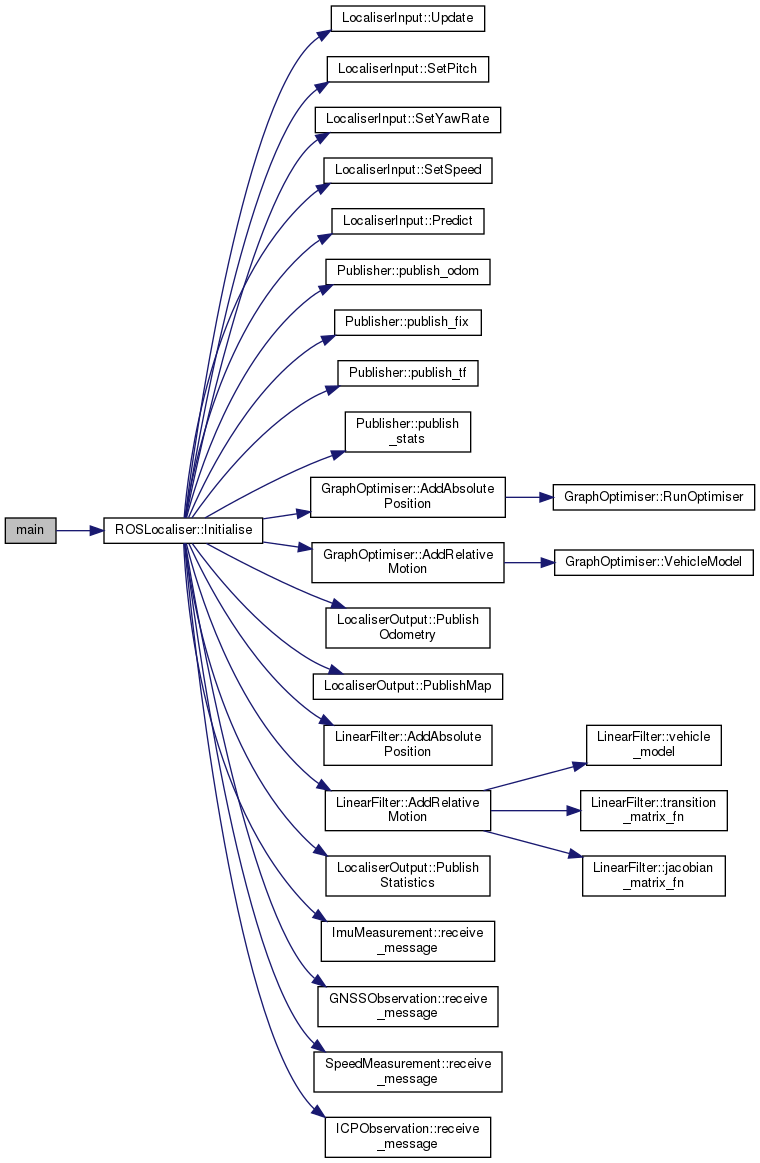 main
ROSLocaliser::Initialise
LocaliserInput::Update
LocaliserInput::SetPitch
LocaliserInput::SetYawRate
LocaliserInput::SetSpeed
LocaliserInput::Predict
Publisher::publish_odom
Publisher::publish_fix
Publisher::publish_tf
Publisher::publish
_stats
GraphOptimiser::AddAbsolute
Position
GraphOptimiser::RunOptimiser
GraphOptimiser::AddRelative
Motion
GraphOptimiser::VehicleModel
LocaliserOutput::Publish
Odometry
LocaliserOutput::PublishMap
LinearFilter::AddAbsolute
Position
LinearFilter::AddRelative
Motion
LinearFilter::vehicle
_model
LinearFilter::transition
_matrix_fn
LinearFilter::jacobian
_matrix_fn
LocaliserOutput::Publish
Statistics
ImuMeasurement::receive
_message
GNSSObservation::receive
_message
SpeedMeasurement::receive
_message
ICPObservation::receive
_message